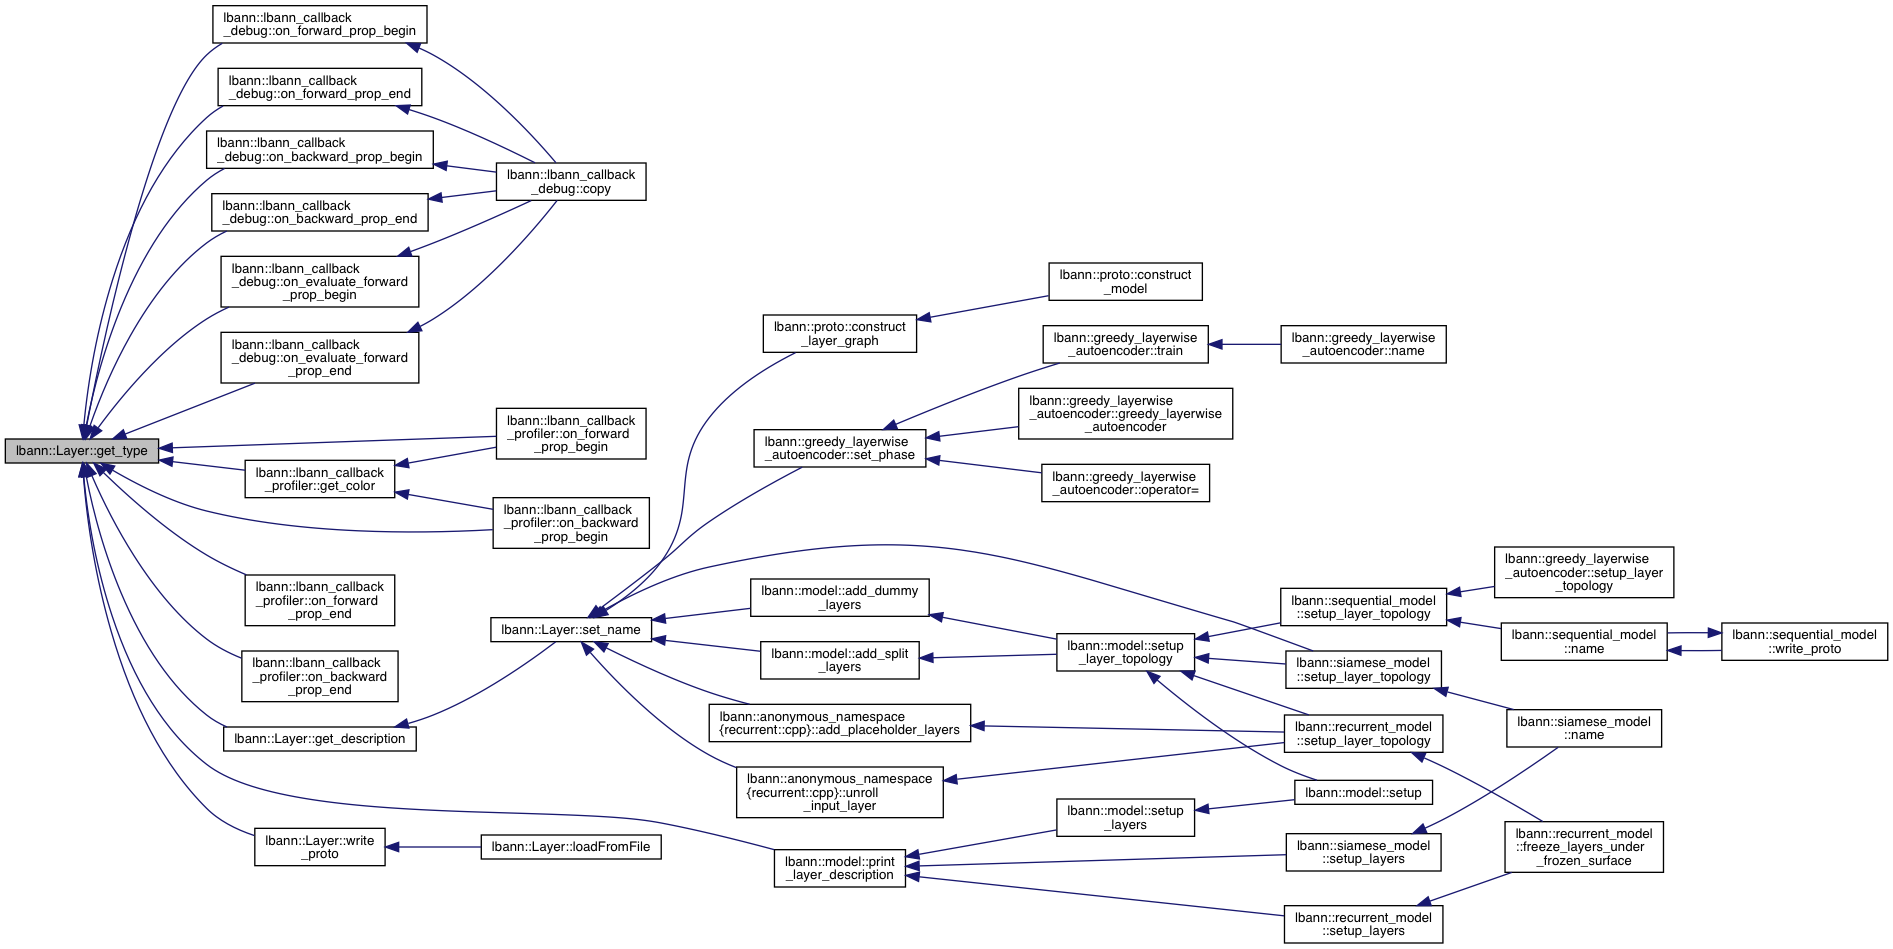 lbann::lbann_callback
_debug::on_forward_prop_begin
lbann::lbann_callback
_debug::on_forward_prop_end
lbann::lbann_callback
_debug::on_backward_prop_begin
lbann::lbann_callback
_debug::on_backward_prop_end
lbann::lbann_callback
_debug::on_evaluate_forward
_prop_begin
lbann::lbann_callback
_debug::on_evaluate_forward
_prop_end
lbann::lbann_callback
_debug::copy
lbann::Layer::get_type
lbann::lbann_callback
_profiler::on_forward
_prop_begin
lbann::lbann_callback
_profiler::get_color
lbann::lbann_callback
_profiler::on_backward
_prop_begin
lbann::lbann_callback
_profiler::on_forward
_prop_end
lbann::lbann_callback
_profiler::on_backward
_prop_end
lbann::Layer::get_description
lbann::Layer::write
_proto
lbann::Layer::loadFromFile
lbann::Layer::set_name
lbann::proto::construct
_layer_graph
lbann::proto::construct
_model
lbann::greedy_layerwise
_autoencoder::set_phase
lbann::greedy_layerwise
_autoencoder::train
lbann::greedy_layerwise
_autoencoder::name
lbann::greedy_layerwise
_autoencoder::greedy_layerwise
_autoencoder
lbann::greedy_layerwise
_autoencoder::operator=
lbann::model::add_dummy
_layers
lbann::model::add_split
_layers
lbann::anonymous_namespace
{recurrent::cpp}::add_placeholder_layers
lbann::anonymous_namespace
{recurrent::cpp}::unroll
_input_layer
lbann::model::print
_layer_description
lbann::model::setup
_layer_topology
lbann::model::setup
_layers
lbann::sequential_model
::setup_layer_topology
lbann::siamese_model
::setup_layer_topology
lbann::recurrent_model
::setup_layer_topology
lbann::model::setup
lbann::siamese_model
::setup_layers
lbann::recurrent_model
::setup_layers
lbann::greedy_layerwise
_autoencoder::setup_layer
_topology
lbann::sequential_model
::name
lbann::sequential_model
::write_proto
lbann::siamese_model
::name
lbann::recurrent_model
::freeze_layers_under
_frozen_surface